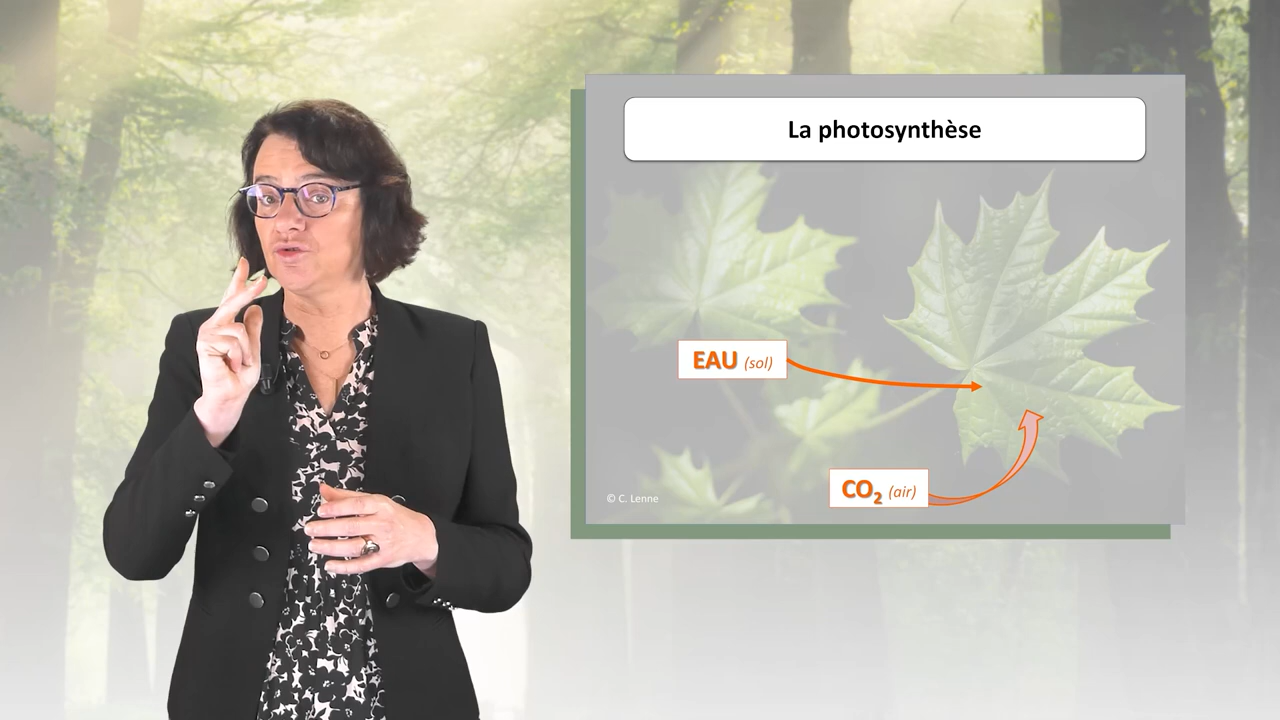 La photosynthèse
EAU (sol)
CO₂ (air)
© C. Lenne